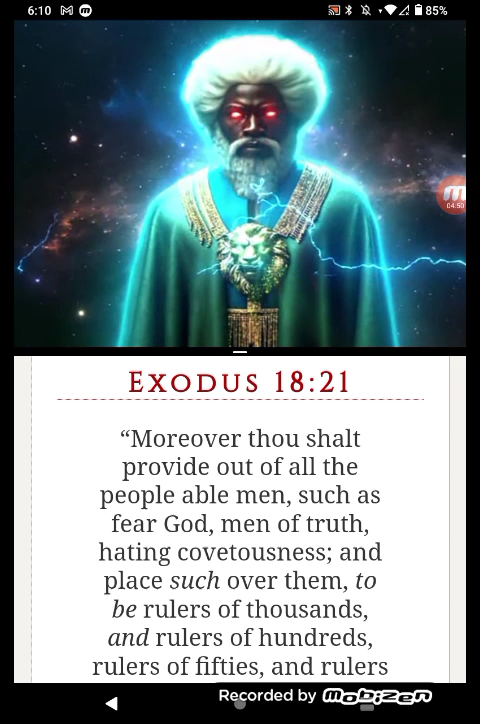 6:10
85%
04:50
EXODUS 18:21
“Moreover thou shalt
provide out of all the
people able men, such as
fear God, men of truth,
hating covetousness; and
place such over them, to
be rulers of thousands,
and rulers of hundreds,
rulers of fifties, and rulers
Recorded by Mobizen